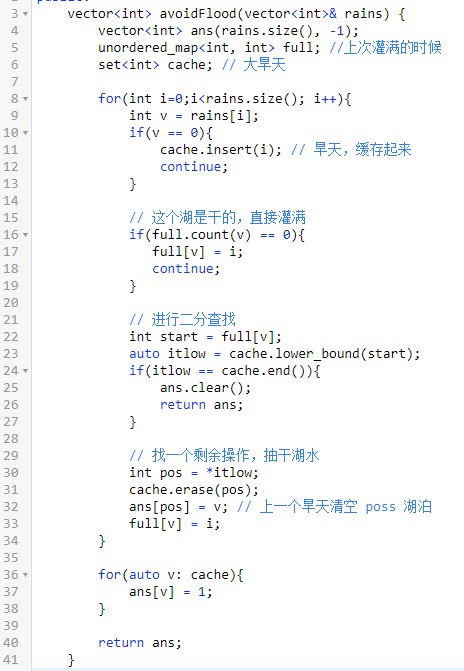 3 vector<int> avoidFlood(vector<int>& rains) {
4 vector<int> ans(rains.size(), -1);
5 unordered_map<int, int> full; //上次灌满的时候
6 set<int> cache; // 大旱天
7
8 for(int i=0;i<rains.size(); i++){
9 int v = rains[i];
10 if(v == 0){
11 cache.insert(i); // 旱天，缓存起来
12 continue;
13 }
14
15 // 这个湖是干的，直接灌满
16 if(full.count(v) == 0){
17 full[v] = i;
18 continue;
19 }
20
21 // 进行二分查找
22 int start = full[v];
23 auto itlow = cache.lower_bound(start);
24 if(itlow == cache.end()){
25 ans.clear();
26 return ans;
27 }
28
29 // 找一个剩余操作，抽干湖水
30 int pos = *itlow;
31 cache.erase(pos);
32 ans[pos] = v; // 上一个旱天清空 poss 湖泊
33 full[v] = i;
34 }
35
36 for(auto v: cache){
37 ans[v] = 1;
38 }
39
40 return ans;
41 }